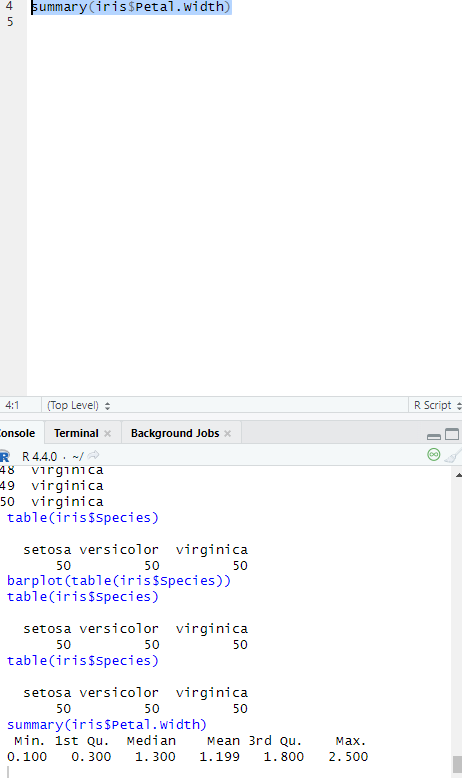 4 summary(iris$Petal.Width)
5
4:1 (Top Level) R Script
Console Terminal Background Jobs
R R 4.4.0 · ~/
48 virginica
49 virginica
50 virginica
table(iris$Species)
setosa versicolor virginica
50 50 50
barplot(table(iris$Species))
table(iris$Species)
setosa versicolor virginica
50 50 50
table(iris$Species)
setosa versicolor virginica
50 50 50
summary(iris$Petal.Width)
Min. 1st Qu. Median Mean 3rd Qu. Max.
0.100 0.300 1.300 1.199 1.800 2.500